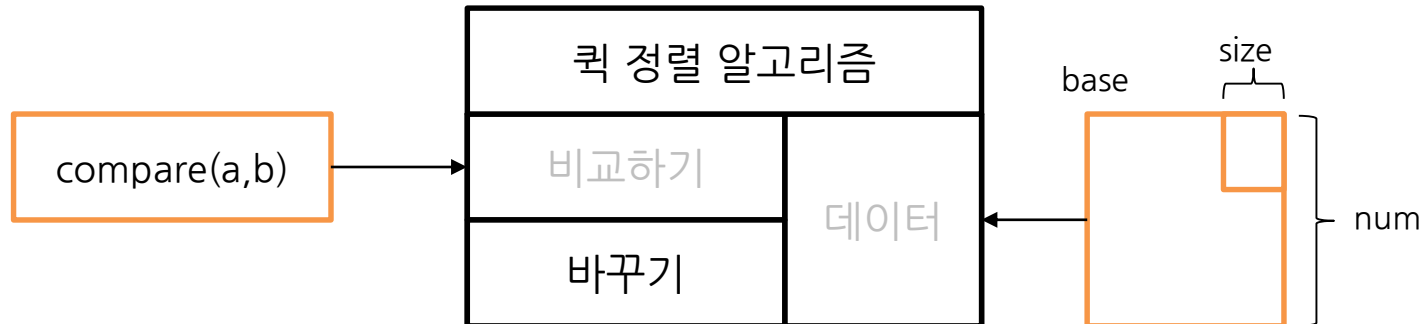 퀵 정렬 알고리즘
size
base
compare(a,b)
비교하기
데이터
num
바꾸기